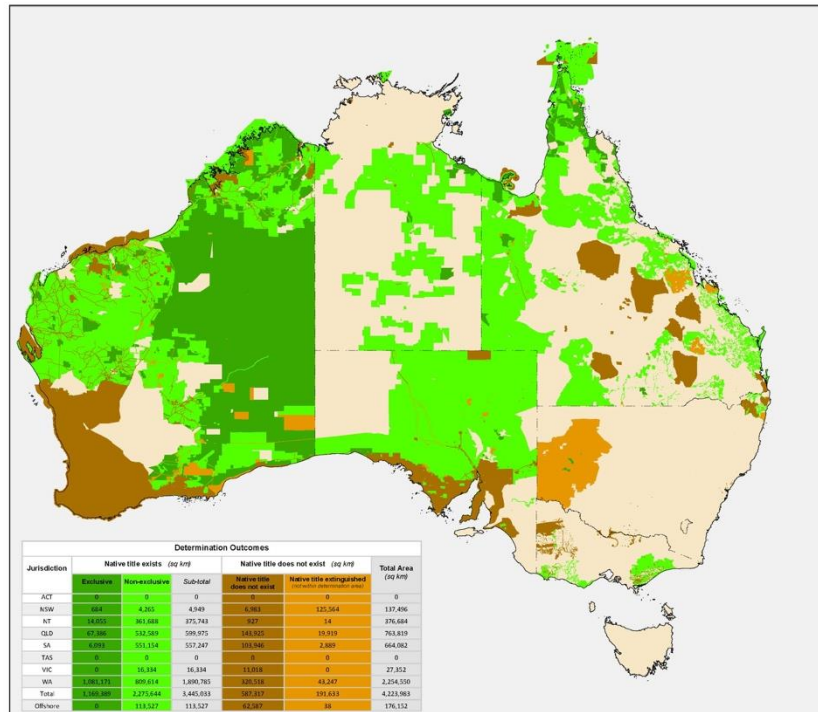 Determination Outcomes
Jurisdiction Native title exists (sq km) Native title does not exist (sq km) Total Area (sq km)
Exclusive Non-exclusive Sub-total Native title does not exist Native title extinguished
ACT 0 0 0 0 0 0
NSW 684 4,265 4,949 6,983 125,564 137,496
NT 14,055 361,688 375,743 927 14 376,684
QLD 67,386 532,589 599,975 143,925 19,919 763,819
SA 6,093 551,154 557,247 103,946 2,889 664,082
TAS 0 0 0 0 0 0
VIC 0 16,334 16,334 11,018 0 27,352
WA 1,081,171 809,614 1,890,785 320,518 43,247 2,254,550
Total 1,169,389 2,275,644 3,445,033 587,317 191,633 4,223,983
Offshore 0 113,527 113,527 62,587 38 176,152